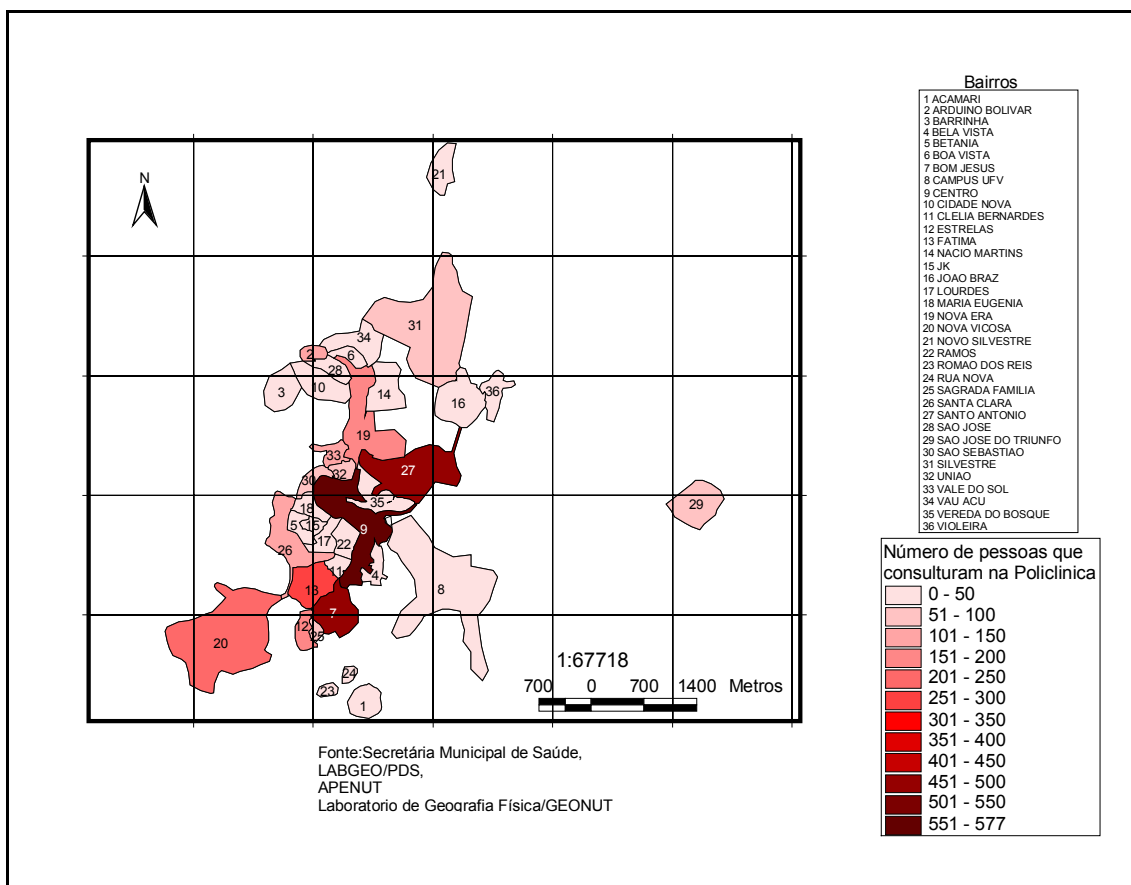 Bairros
1 ACAMARI
2 ARDUINO BOLIVAR
3 BARRINHA
4 BELA VISTA
5 BETANIA
6 BOA VISTA
7 BOM JESUS
8 CAMPUS UFV
9 CENTRO
10 CIDADE NOVA
11 CLELIA BERNARDES
12 ESTRELAS
13 FATIMA
14 NACIO MARTINS
15 JK
16 JOAO BRAZ
17 LOURDES
18 MARIA EUGENIA
19 NOVA ERA
20 NOVA VICOSA
21 NOVO SILVESTRE
22 RAMOS
23 ROMAO DOS REIS
24 RUA NOVA
25 SAGRADA FAMILIA
26 SANTA CLARA
27 SANTO ANTONIO
28 SAO JOSE
29 SAO JOSE DO TRIUNFO
30 SAO SEBASTIAO
31 SILVESTRE
32 UNIAO
33 VALE DO SOL
34 VAU ACU
35 VEREDA DO BOSQUE
36 VIOLEIRA
N
21
31
34
2
6
28
3
10
14
16
36
19
33
27
32
30
35
29
18
5
15
9
17
22
26
11
4
13
8
7
12
25
20
24
23
1
1:67718
700 0 700 1400 Metros
Número de pessoas que
consulturam na Policlinica
0 - 50
51 - 100
101 - 150
151 - 200
201 - 250
251 - 300
301 - 350
351 - 400
401 - 450
451 - 500
501 - 550
551 - 577
Fonte:Secretária Municipal de Saúde,
LABGEO/PDS,
APENUT
Laboratorio de Geografia Física/GEONUT